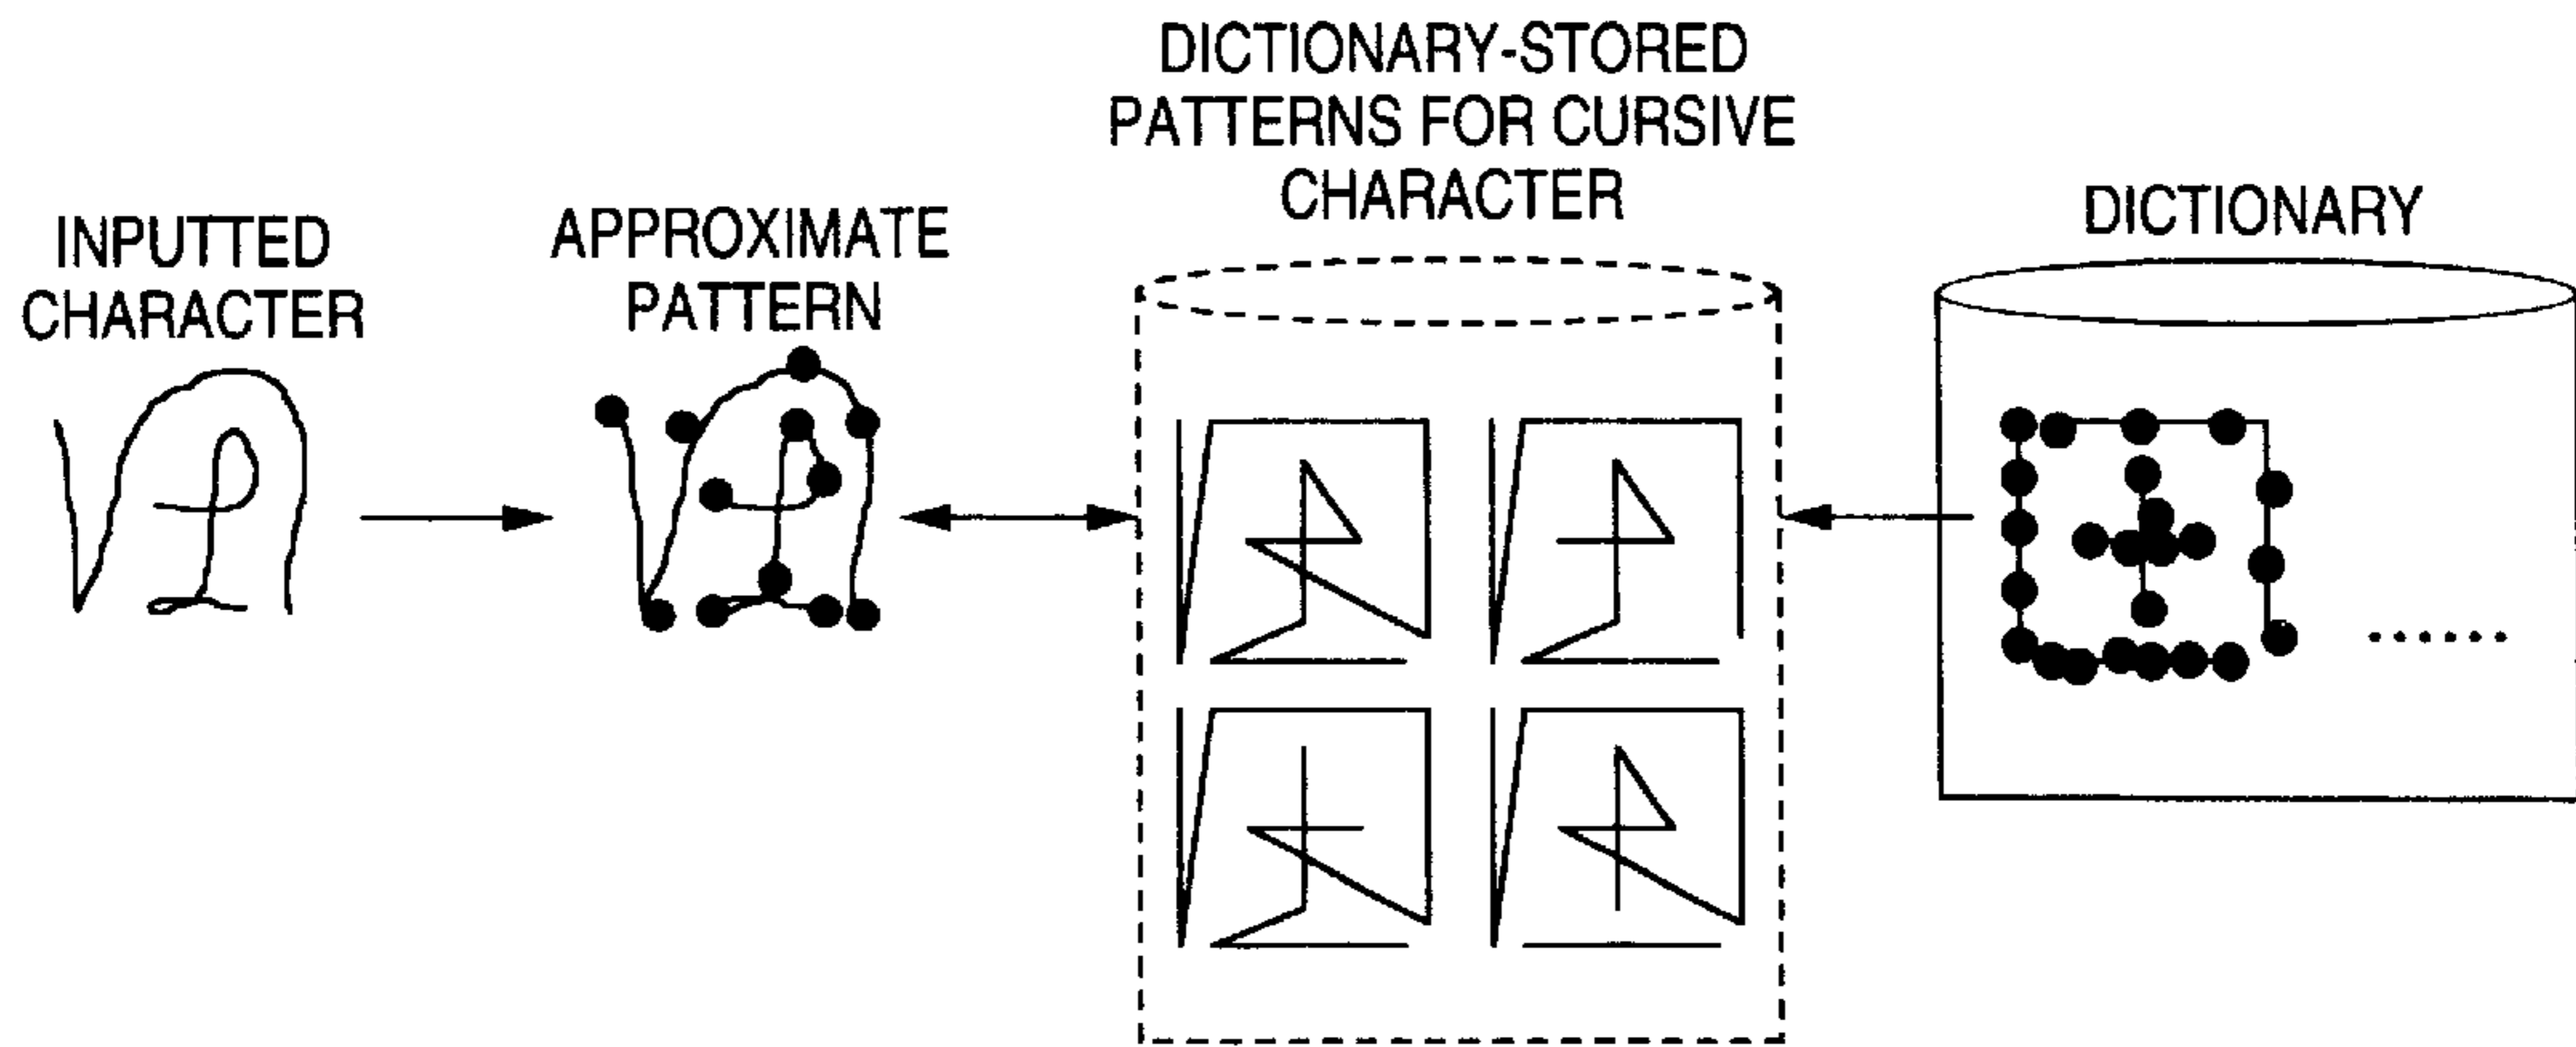 INPUTTED
CHARACTER
APPROXIMATE
PATTERN
DICTIONARY-STORED
PATTERNS FOR CURSIVE
CHARACTER
DICTIONARY
......